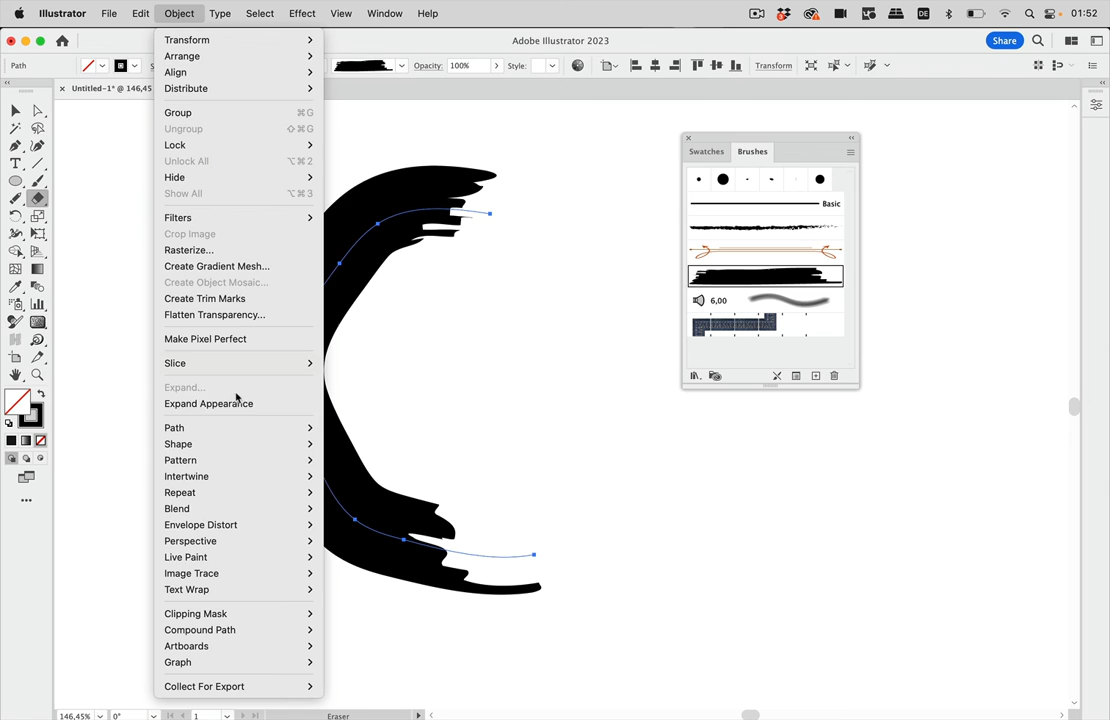 Illustrator File Edit Object Type Select Effect View Window Help 01:52
Adobe Illustrator 2023
Share
Path Opacity: 100% Style: Transform
Untitled-1* @ 146,45
Transform
Arrange
Align
Distribute
Group ⌘G
Ungroup ⇧⌘G
Lock
Unlock All ⌥⌘2
Hide
Show All ⌥⌘3
Filters
Crop Image
Rasterize...
Create Gradient Mesh...
Create Object Mosaic...
Create Trim Marks
Flatten Transparency...
Make Pixel Perfect
Slice
Expand...
Expand Appearance
Path
Shape
Pattern
Intertwine
Repeat
Blend
Envelope Distort
Perspective
Live Paint
Image Trace
Text Wrap
Clipping Mask
Compound Path
Artboards
Graph
Collect For Export
Swatches Brushes
Basic
6,00
146,45% 0° 1 Eraser